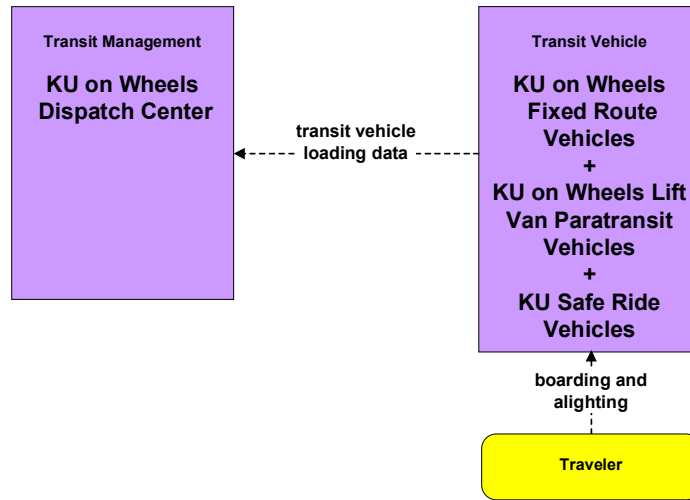 Transit Management
KU on Wheels
Dispatch Center
transit vehicle
loading data
Transit Vehicle
KU on Wheels
Fixed Route
Vehicles
+
KU on Wheels Lift
Van Paratransit
Vehicles
+
KU Safe Ride
Vehicles
boarding and
alighting
Traveler